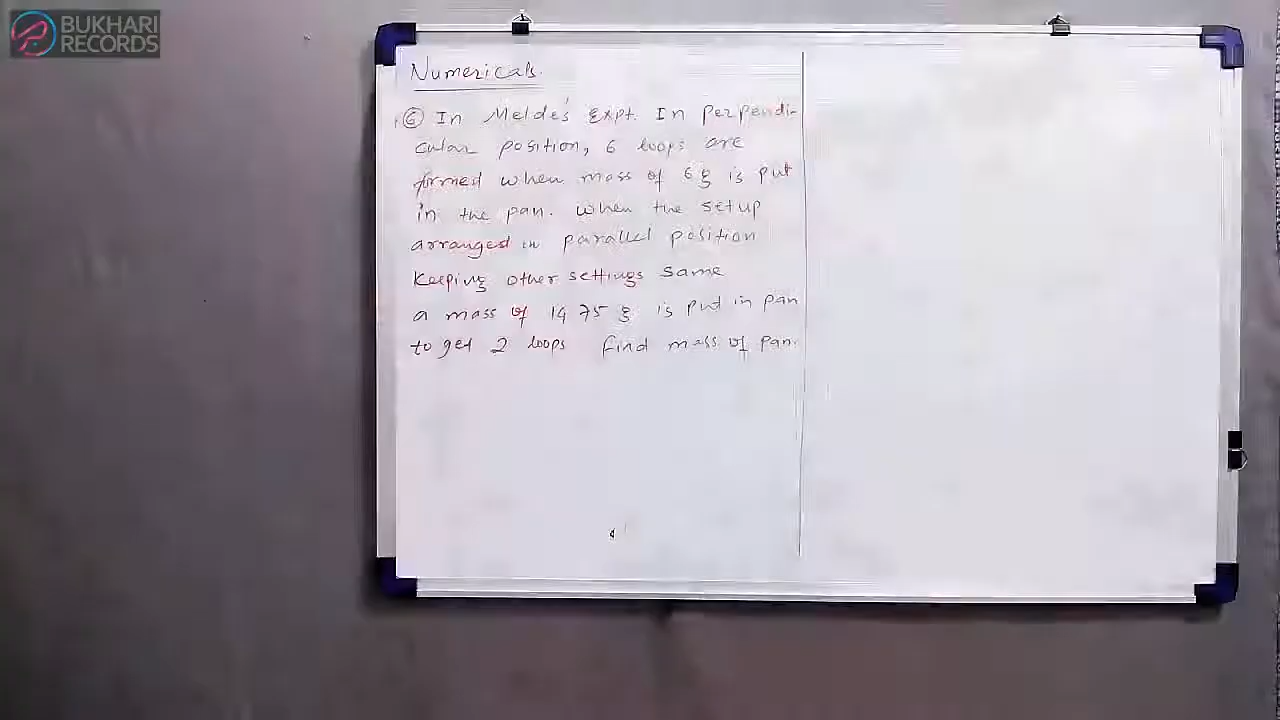 BUKHARI
RECORDS
Numericals.
⑥ In Melde's Expt. In perpendi-
cular position, 6 loops are
formed when mass of 6 g is put
in the pan. when the setup
arranged in parallel position
keeping other settings same
a mass of 14 75 g is put in pan
to get 2 loops find mass of pan.